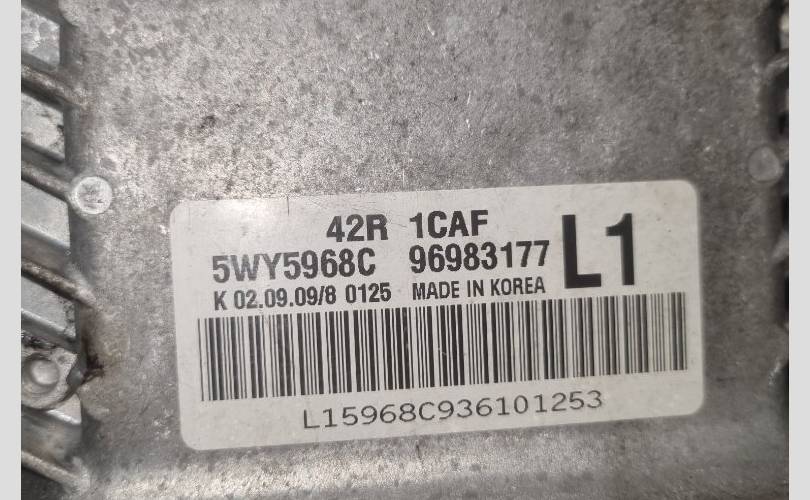 42R 1CAF
5WY5968C 96983177 L1
K 02.09.09/8 0125 MADE IN KOREA
L15968C936101253